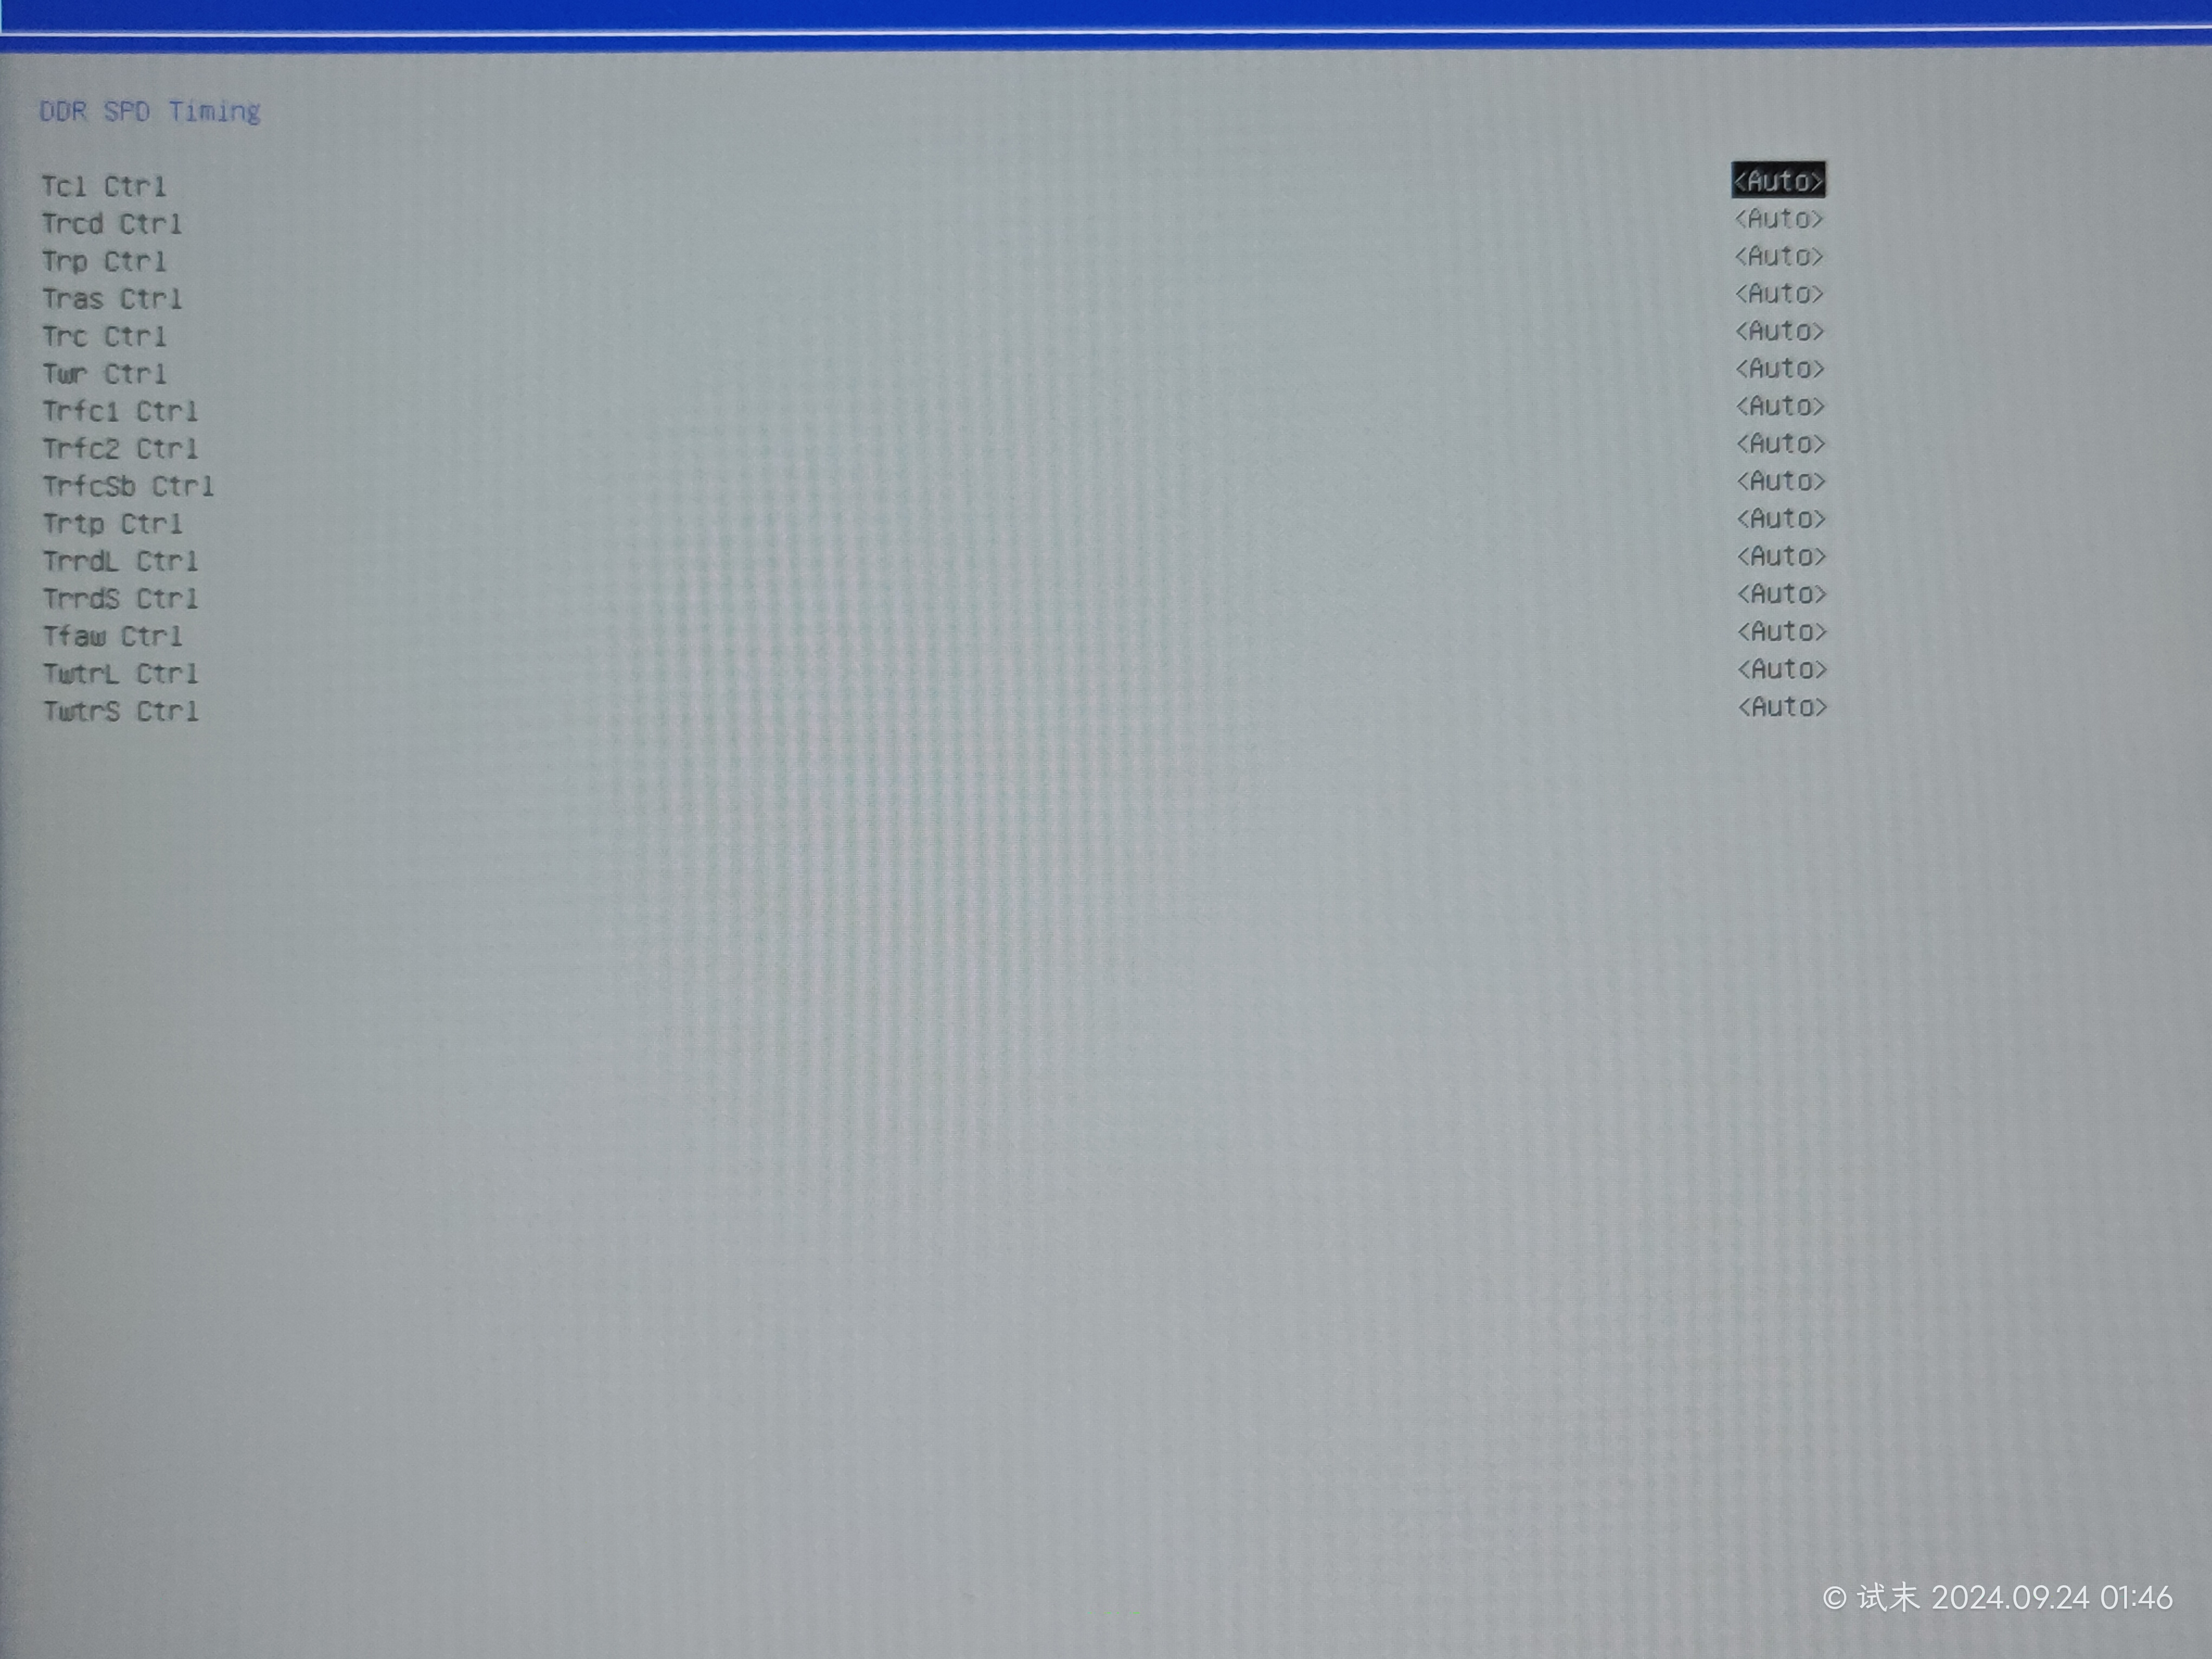 DDR SPD Timing
Tcl Ctrl <Auto>
Trcd Ctrl <Auto>
Trp Ctrl <Auto>
Tras Ctrl <Auto>
Trc Ctrl <Auto>
Twr Ctrl <Auto>
Trfc1 Ctrl <Auto>
Trfc2 Ctrl <Auto>
TrfcSb Ctrl <Auto>
Trtp Ctrl <Auto>
TrrdL Ctrl <Auto>
TrrdS Ctrl <Auto>
Tfaw Ctrl <Auto>
TwtrL Ctrl <Auto>
TwtrS Ctrl <Auto>
© 试末 2024.09.24 01:46